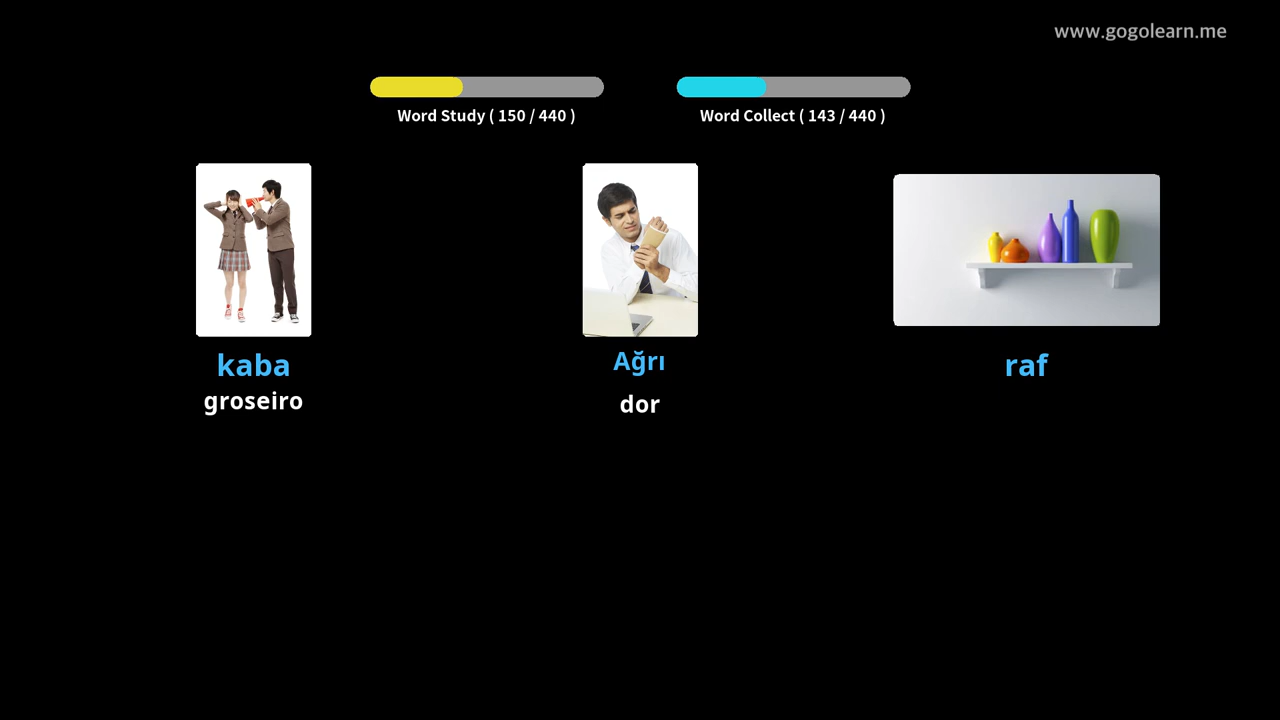 www.gogolearn.me
Word Study ( 150 / 440 )
Word Collect ( 143 / 440 )
kaba
groseiro
Ağrı
dor
raf